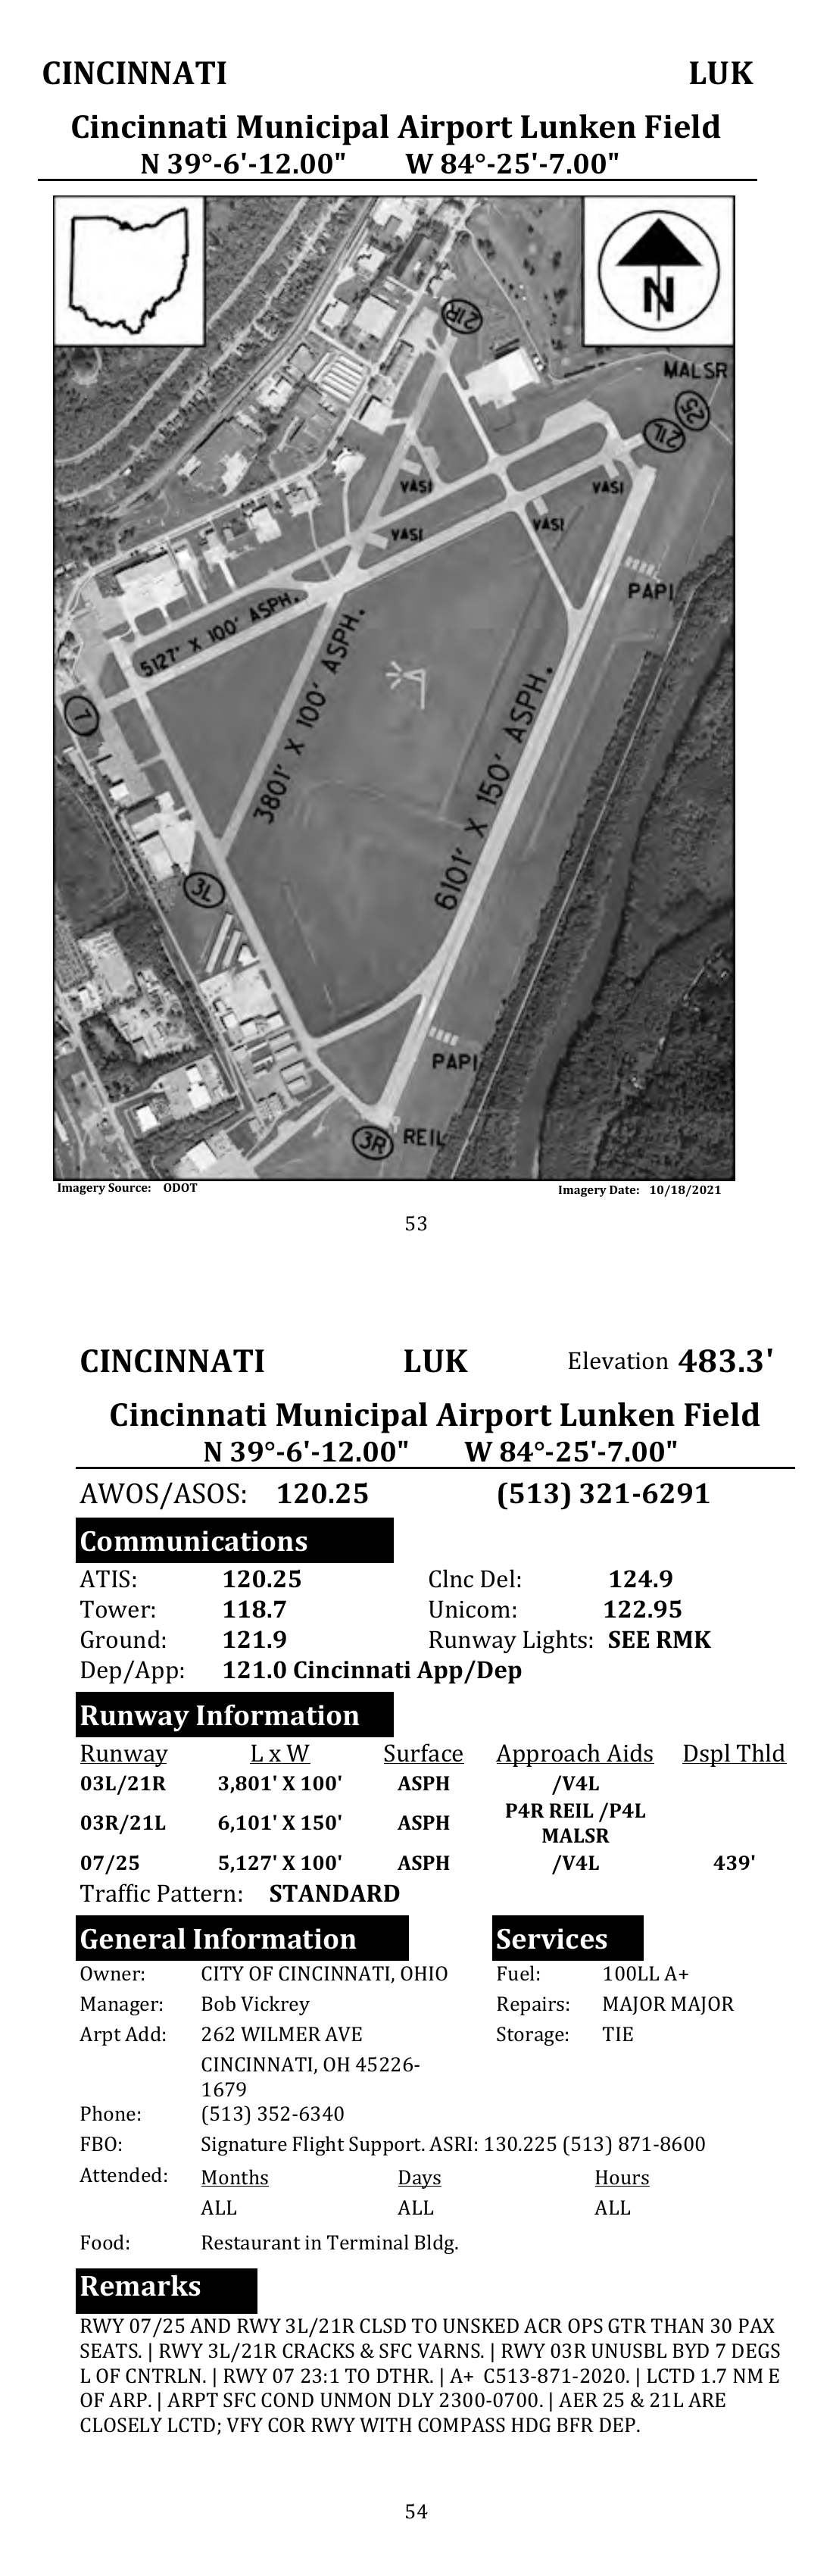 CINCINNATI LUK
Cincinnati Municipal Airport Lunken Field
N 39°-6'-12.00" W 84°-25'-7.00"
N
21R
MALSR
25
21L
VASI
VASI
VASI
VASI
PAPI
5127' X 100' ASPH.
3801' X 100' ASPH.
6101' X 150' ASPH.
7
3L
PAPI
3R REIL
Imagery Source: ODOT Imagery Date: 10/18/2021
53
CINCINNATI LUK Elevation 483.3'
Cincinnati Municipal Airport Lunken Field
N 39°-6'-12.00" W 84°-25'-7.00"
AWOS/ASOS: 120.25 (513) 321-6291
Communications
ATIS: 120.25 Clnc Del: 124.9
Tower: 118.7 Unicom: 122.95
Ground: 121.9 Runway Lights: SEE RMK
Dep/App: 121.0 Cincinnati App/Dep
Runway Information
Runway L x W Surface Approach Aids Dspl Thld
03L/21R 3,801' X 100' ASPH /V4L
03R/21L 6,101' X 150' ASPH P4R REIL /P4L
MALSR
07/25 5,127' X 100' ASPH /V4L 439'
Traffic Pattern: STANDARD
General Information Services
Owner: CITY OF CINCINNATI, OHIO Fuel: 100LL A+
Manager: Bob Vickrey Repairs: MAJOR MAJOR
Arpt Add: 262 WILMER AVE Storage: TIE
CINCINNATI, OH 45226-
1679
Phone: (513) 352-6340
FBO: Signature Flight Support. ASRI: 130.225 (513) 871-8600
Attended: Months Days Hours
ALL ALL ALL
Food: Restaurant in Terminal Bldg.
Remarks
RWY 07/25 AND RWY 3L/21R CLSD TO UNSKED ACR OPS GTR THAN 30 PAX
SEATS. | RWY 3L/21R CRACKS & SFC VARNS. | RWY 03R UNUSBL BYD 7 DEGS
L OF CNTRLN. | RWY 07 23:1 TO DTHR. | A+ C513-871-2020. | LCTD 1.7 NM E
OF ARP. | ARPT SFC COND UNMON DLY 2300-0700. | AER 25 & 21L ARE
CLOSELY LCTD; VFY COR RWY WITH COMPASS HDG BFR DEP.
54